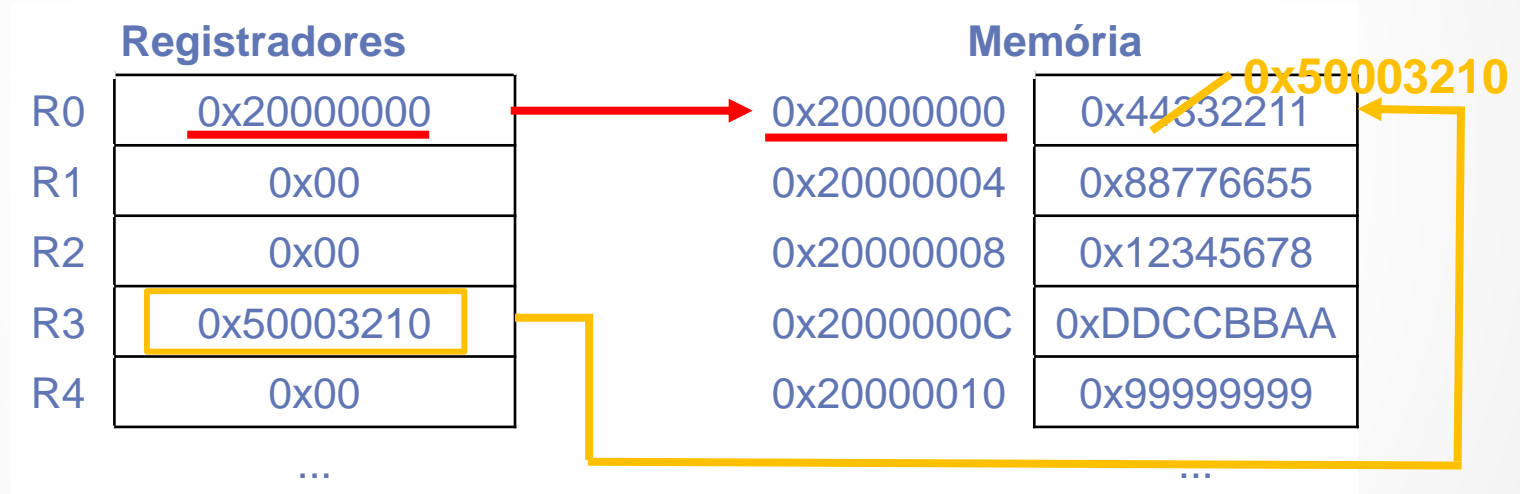 Registradores Memória
0x50003210
R0 0x20000000 0x20000000 0x44332211
R1 0x00 0x20000004 0x88776655
R2 0x00 0x20000008 0x12345678
R3 0x50003210 0x2000000C 0xDDCCBBAA
R4 0x00 0x20000010 0x99999999
... ...